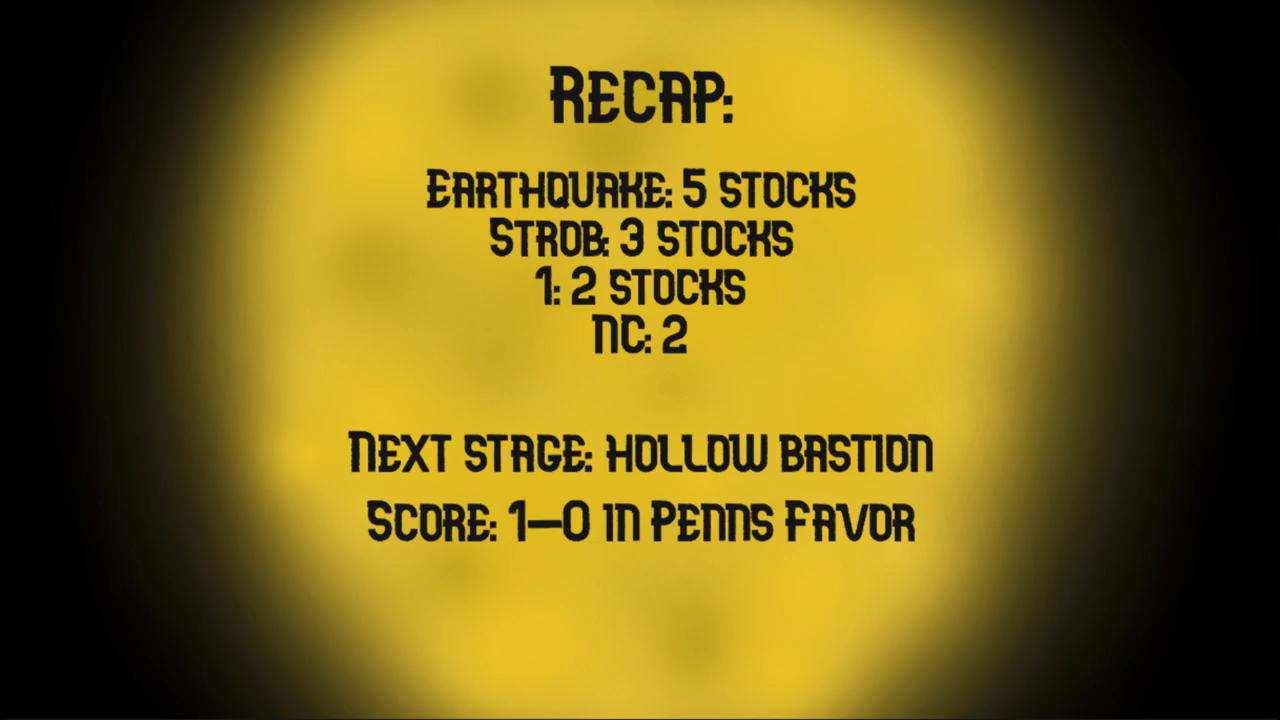 Recap:
Earthquake: 5 stocks
Strob: 3 stocks
1: 2 stocks
NC: 2
Next stage: Hollow bastion
Score: 1-0 in Penns Favor